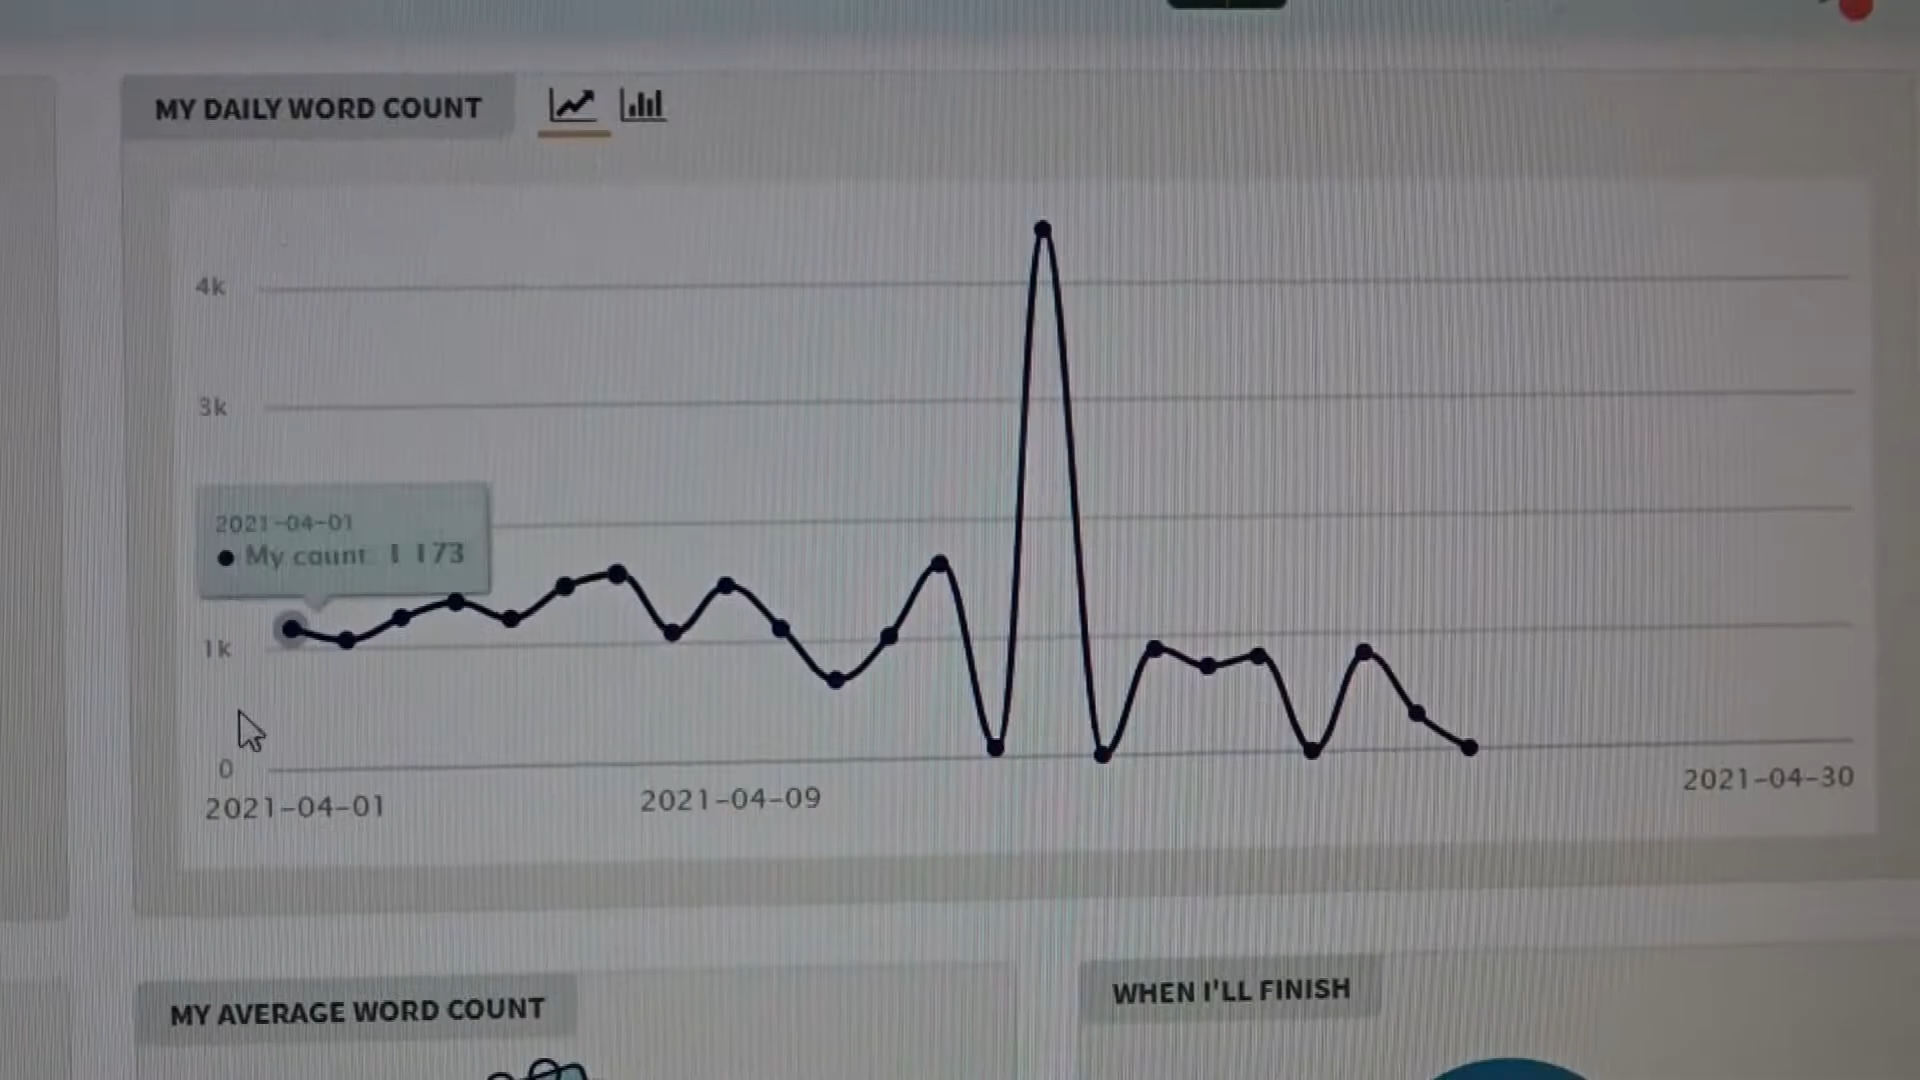 MY DAILY WORD COUNT
4k
3k
2021-04-01
My count: 1 173
1k
0
2021-04-01
2021-04-09
2021-04-30
MY AVERAGE WORD COUNT
WHEN I'LL FINISH